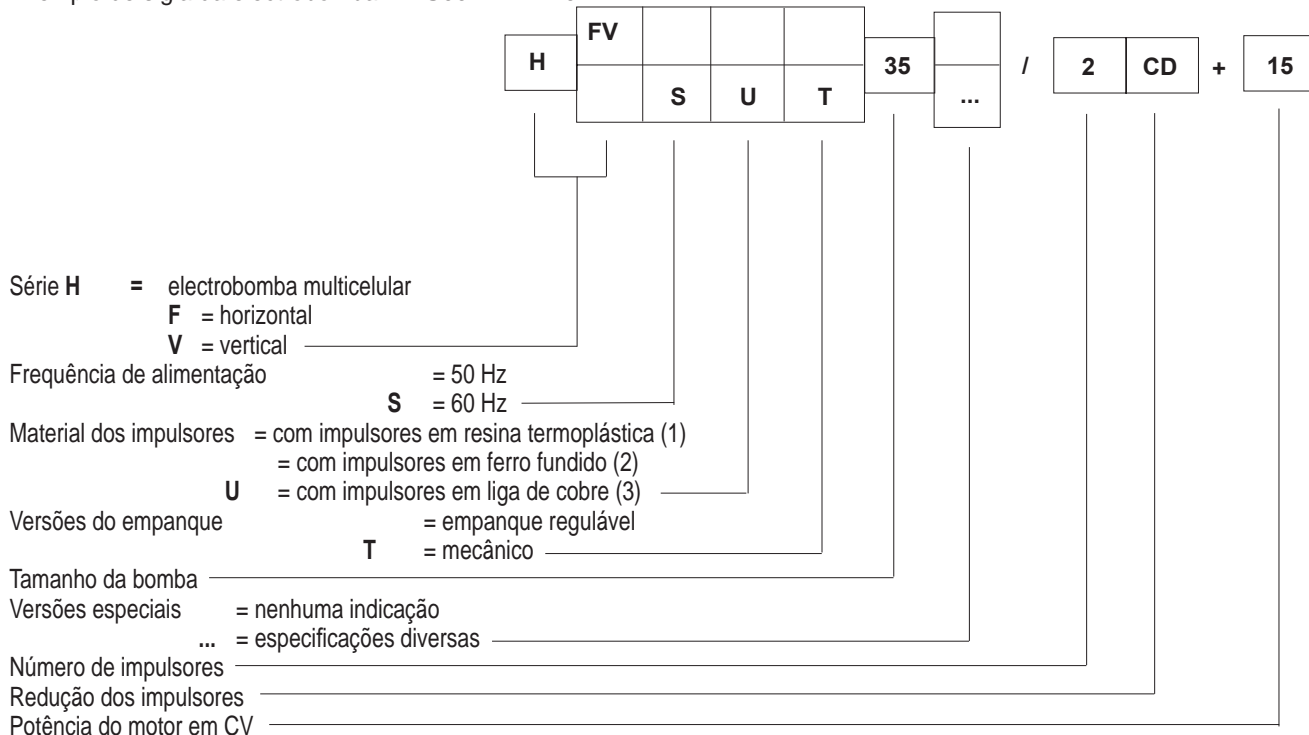 FV
H 35 / 2 CD + 15
S U T ...
Série H = electrobomba multicelular
F = horizontal
V = vertical
Frequência de alimentação = 50 Hz
S = 60 Hz
Material dos impulsores = com impulsores em resina termoplástica (1)
= com impulsores em ferro fundido (2)
U = com impulsores em liga de cobre (3)
Versões do empanque = empanque regulável
T = mecânico
Tamanho da bomba
Versões especiais = nenhuma indicação
... = especificações diversas
Número de impulsores
Redução dos impulsores
Potência do motor em CV